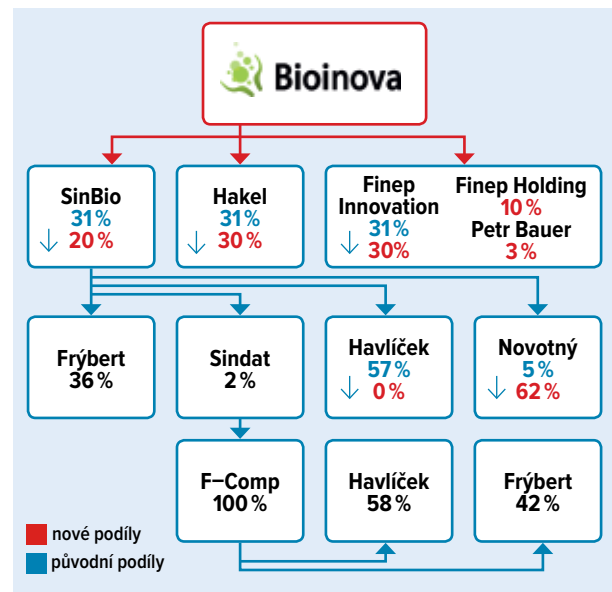 Bioinova
SinBio
31 %
↓ 20 %
Hakel
31 %
↓ 30 %
Finep
Innovation
31 %
↓ 30%
Finep Holding
10 %
Petr Bauer
3 %
Frýbert
36 %
Sindat
2 %
Havlíček
57 %
↓ 0 %
Novotný
5 %
↓ 62 %
F–Comp
100 %
Havlíček
58 %
Frýbert
42 %
nové podíly
původní podíly